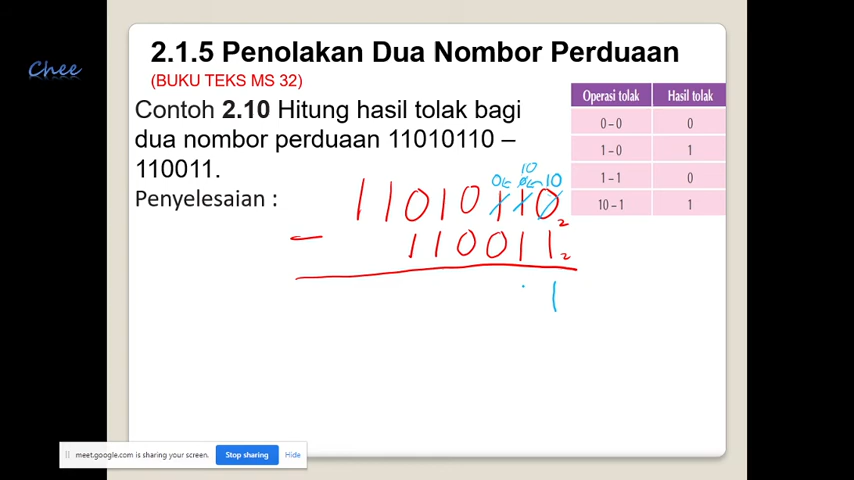 Chee
2.1.5 Penolakan Dua Nombor Perduaan
(BUKU TEKS MS 32)
Contoh 2.10 Hitung hasil tolak bagi
dua nombor perduaan 11010110 –
110011.
Penyelesaian :
Operasi tolak Hasil tolak
0 – 0 0
1 – 0 1
1 – 1 0
10 – 1 1
10
0 0 10
11010110₂
– 110011₂
1
meet.google.com is sharing your screen. Stop sharing Hide